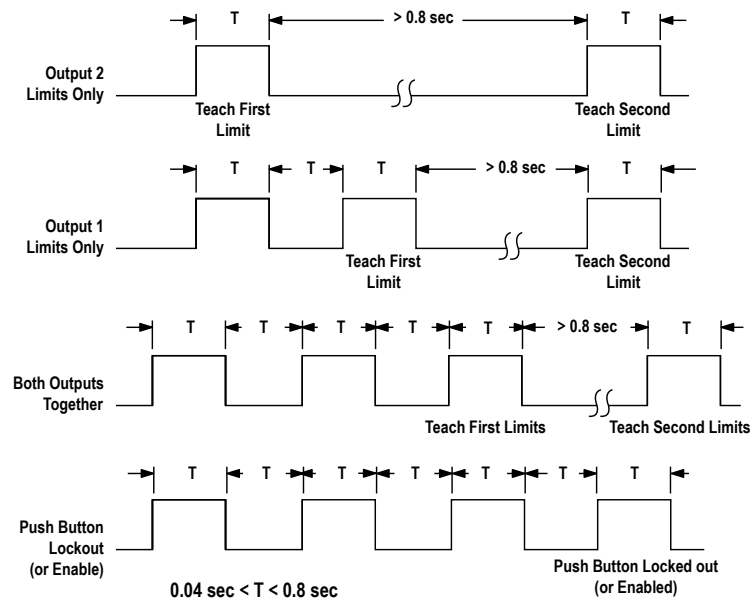 T > 0.8 sec T
Output 2
Limits Only
Teach First
Limit
Teach Second
Limit
T T T > 0.8 sec T
Output 1
Limits Only
Teach First
Limit
Teach Second
Limit
T T T T T > 0.8 sec T
Both Outputs
Together
Teach First Limits
Teach Second Limits
T T T T T T T
Push Button
Lockout
(or Enable)
Push Button Locked out
(or Enabled)
0.04 sec < T < 0.8 sec